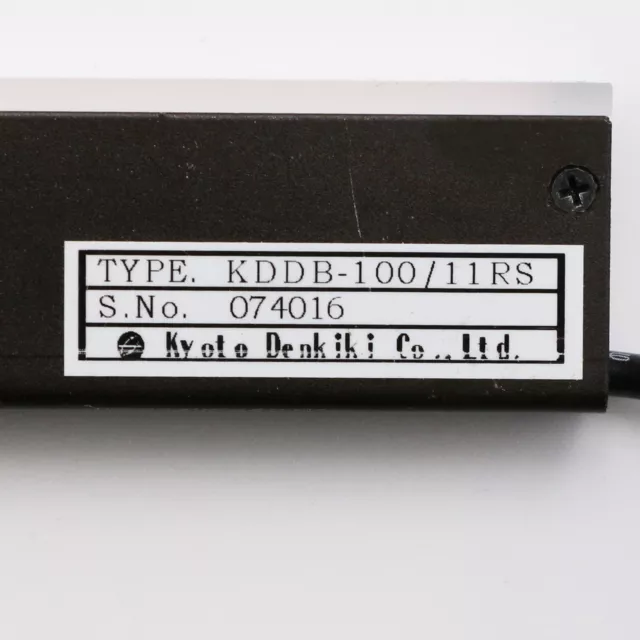 TYPE. KDDB-100/11RS
S.No. 074016
Kyoto Denkiki Co., Ltd.